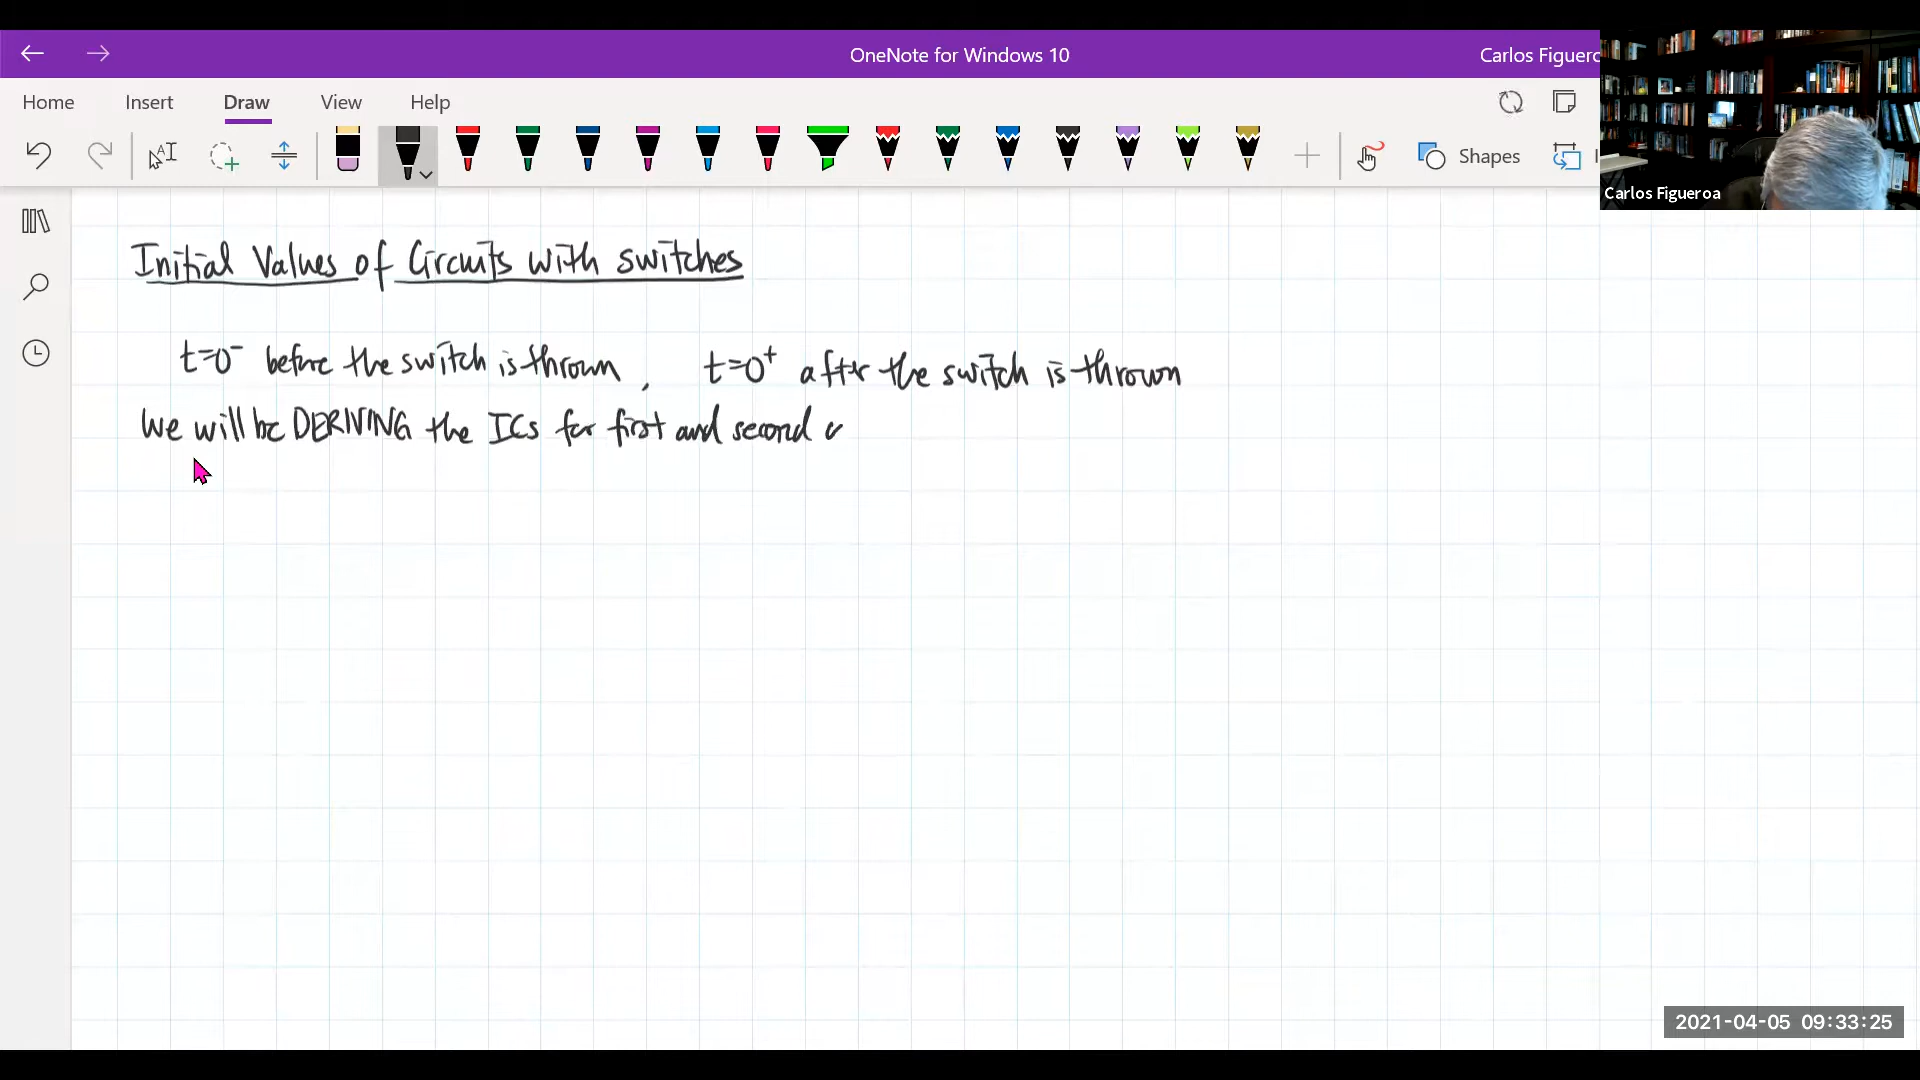 OneNote for Windows 10
Carlos Figuero
Home Insert Draw View Help
Shapes
Carlos Figueroa
Initial Values of Circuits with switches
t=0⁻ before the switch is thrown, t=0⁺ after the switch is thrown
We will be DERIVING the ICs for first and second o
2021-04-05 09:33:25